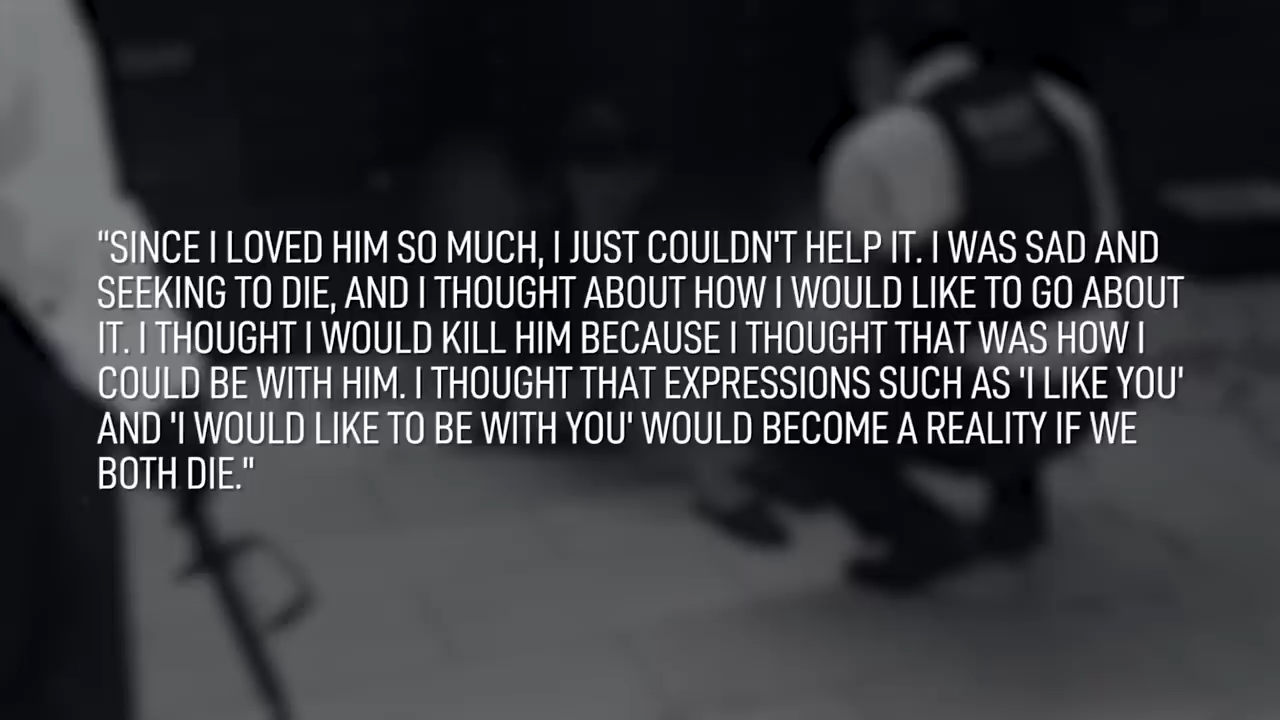 "SINCE I LOVED HIM SO MUCH, I JUST COULDN'T HELP IT. I WAS SAD AND
SEEKING TO DIE, AND I THOUGHT ABOUT HOW I WOULD LIKE TO GO ABOUT
IT. I THOUGHT I WOULD KILL HIM BECAUSE I THOUGHT THAT WAS HOW I
COULD BE WITH HIM. I THOUGHT THAT EXPRESSIONS SUCH AS 'I LIKE YOU'
AND 'I WOULD LIKE TO BE WITH YOU' WOULD BECOME A REALITY IF WE
BOTH DIE."